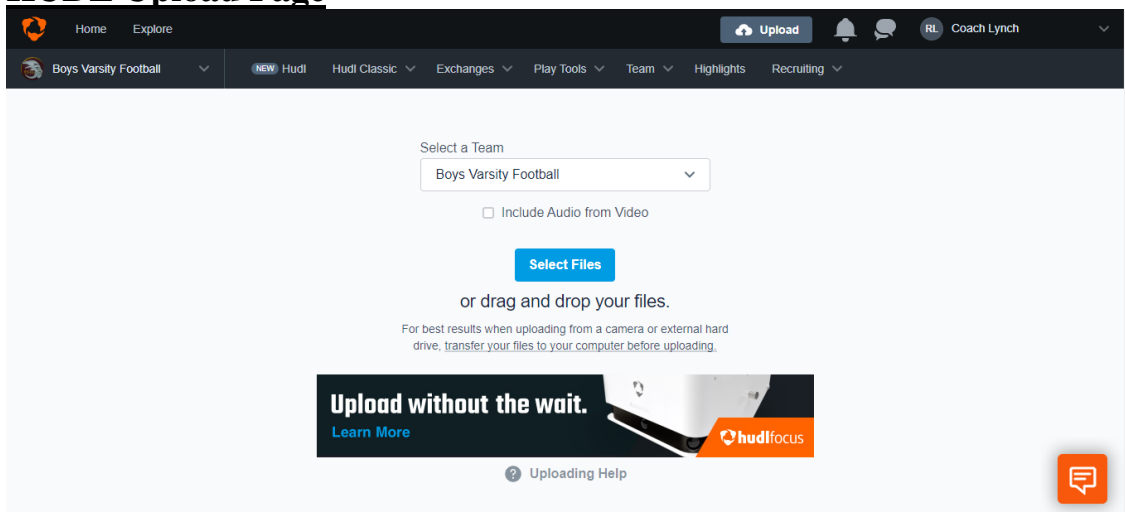 HUDL Upload Page
Home Explore Upload RL Coach Lynch
Boys Varsity Football NEW Hudl Hudl Classic Exchanges Play Tools Team Highlights Recruiting
Select a Team
Boys Varsity Football
Include Audio from Video
Select Files
or drag and drop your files.
For best results when uploading from a camera or external hard
drive, transfer your files to your computer before uploading.
Upload without the wait.
Learn More
hudlfocus
Uploading Help